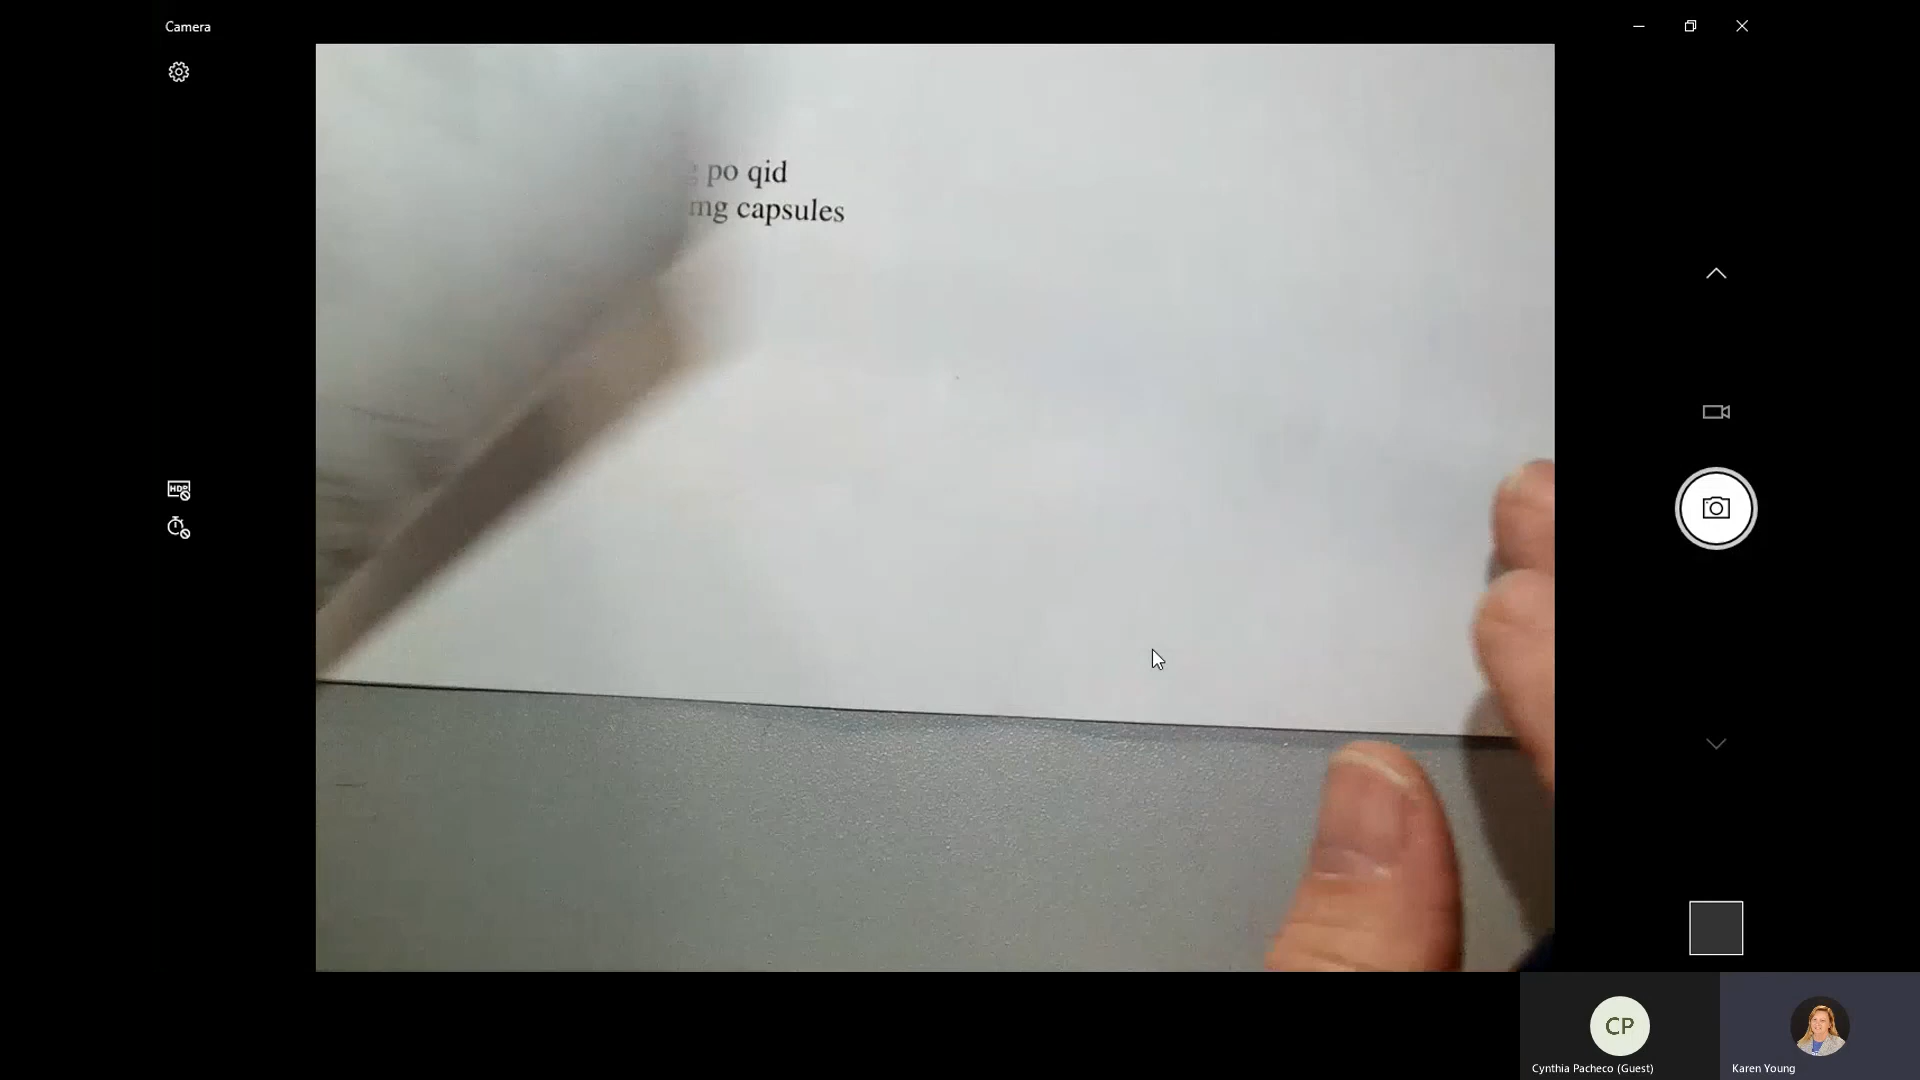 Camera
po qid
mg capsules
CP
Cynthia Pacheco (Guest)
Karen Young